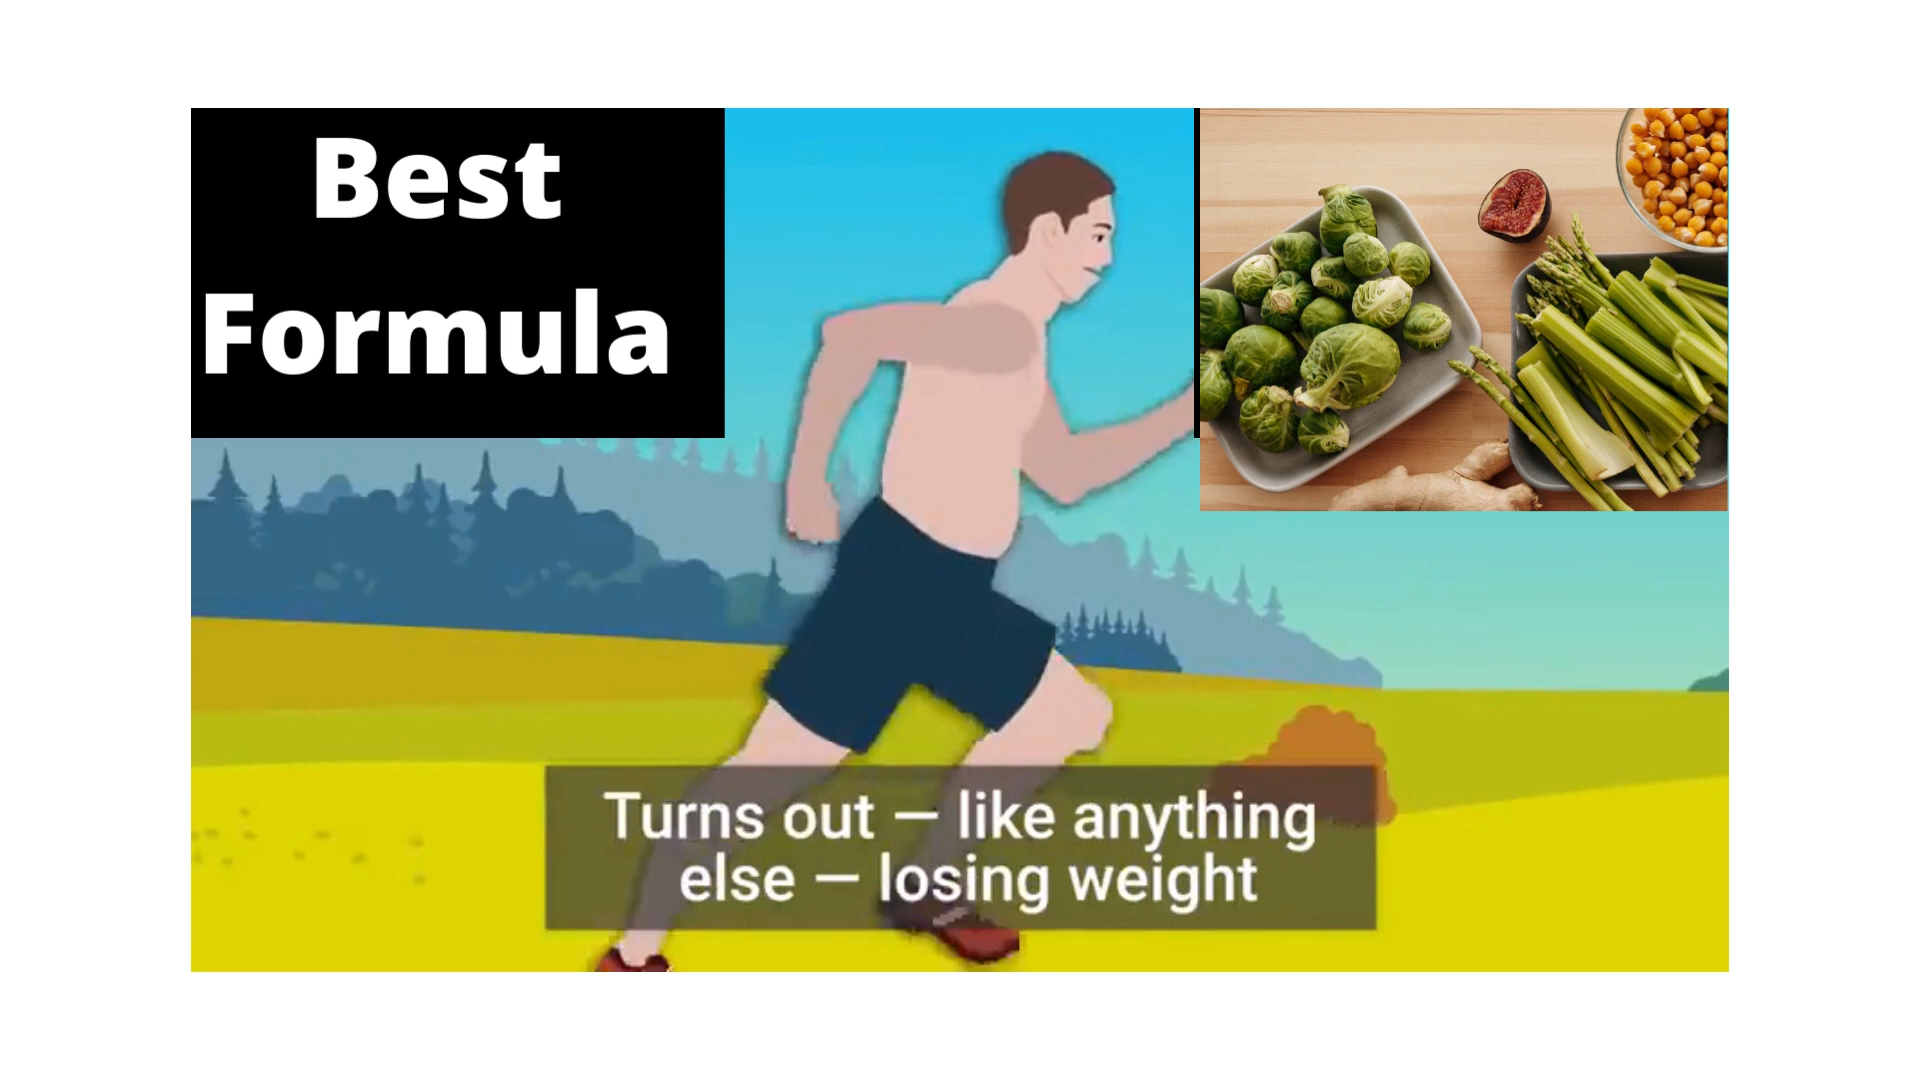 Best
Formula
Turns out — like anything
else — losing weight